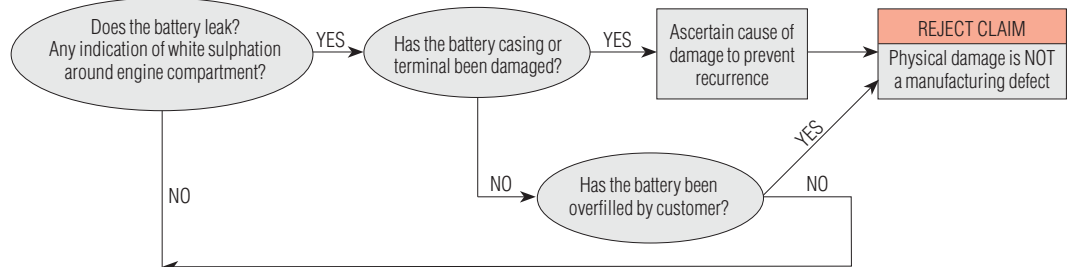 Does the battery leak?
Any indication of white sulphation
around engine compartment?
YES
Has the battery casing or
terminal been damaged?
YES
Ascertain cause of
damage to prevent
recurrence
REJECT CLAIM
Physical damage is NOT
a manufacturing defect
NO
NO
Has the battery been
overfilled by customer?
YES
NO